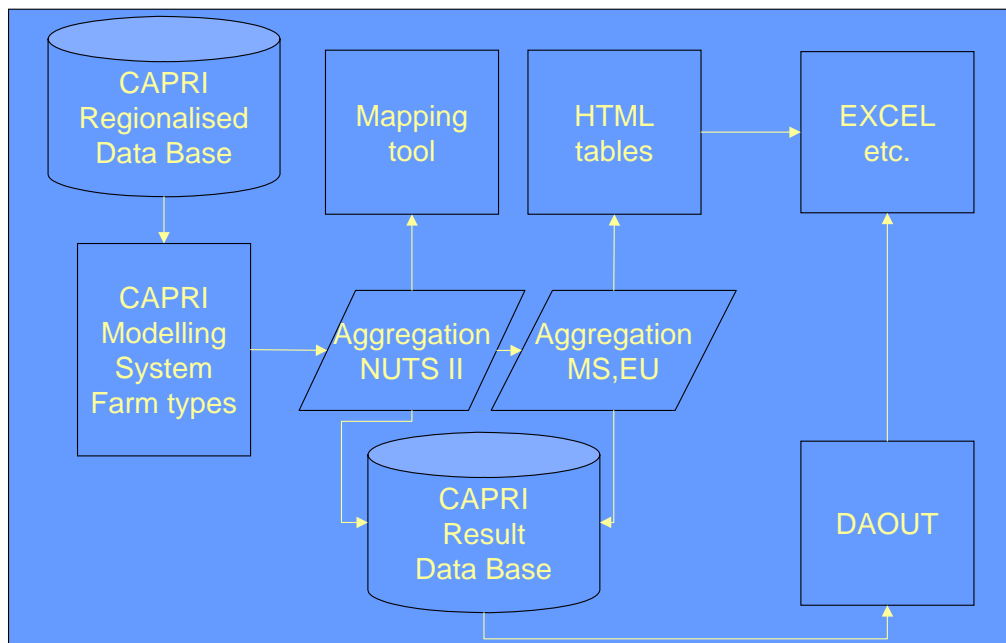 CAPRI
Regionalised
Data Base
Mapping
tool
HTML
tables
EXCEL
etc.
CAPRI
Modelling
System
Farm types
Aggregation
NUTS II
Aggregation
MS,EU
CAPRI
Result
Data Base
DAOUT